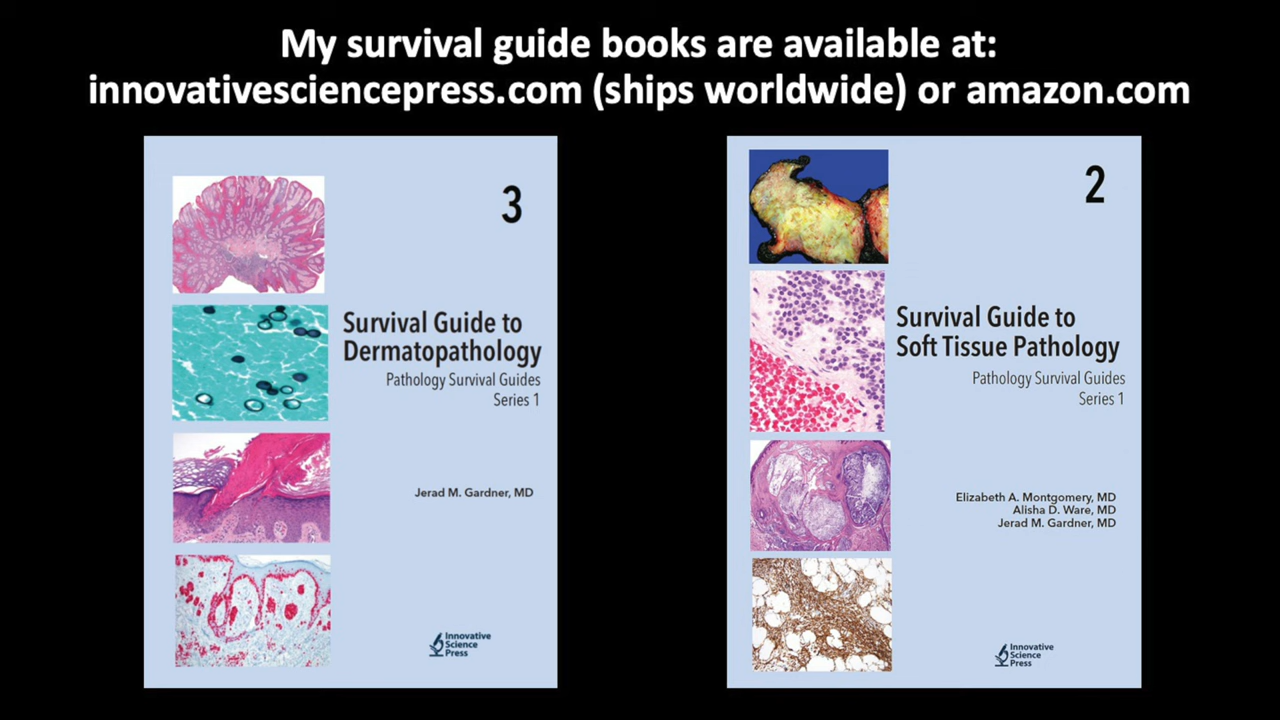 My survival guide books are available at:
innovativesciencepress.com (ships worldwide) or amazon.com
3
Survival Guide to
Dermatopathology
Pathology Survival Guides
Series 1
Jerad M. Gardner, MD
Innovative
Science
Press
2
Survival Guide to
Soft Tissue Pathology
Pathology Survival Guides
Series 1
Elizabeth A. Montgomery, MD
Alisha D. Ware, MD
Jerad M. Gardner, MD
Innovative
Science
Press